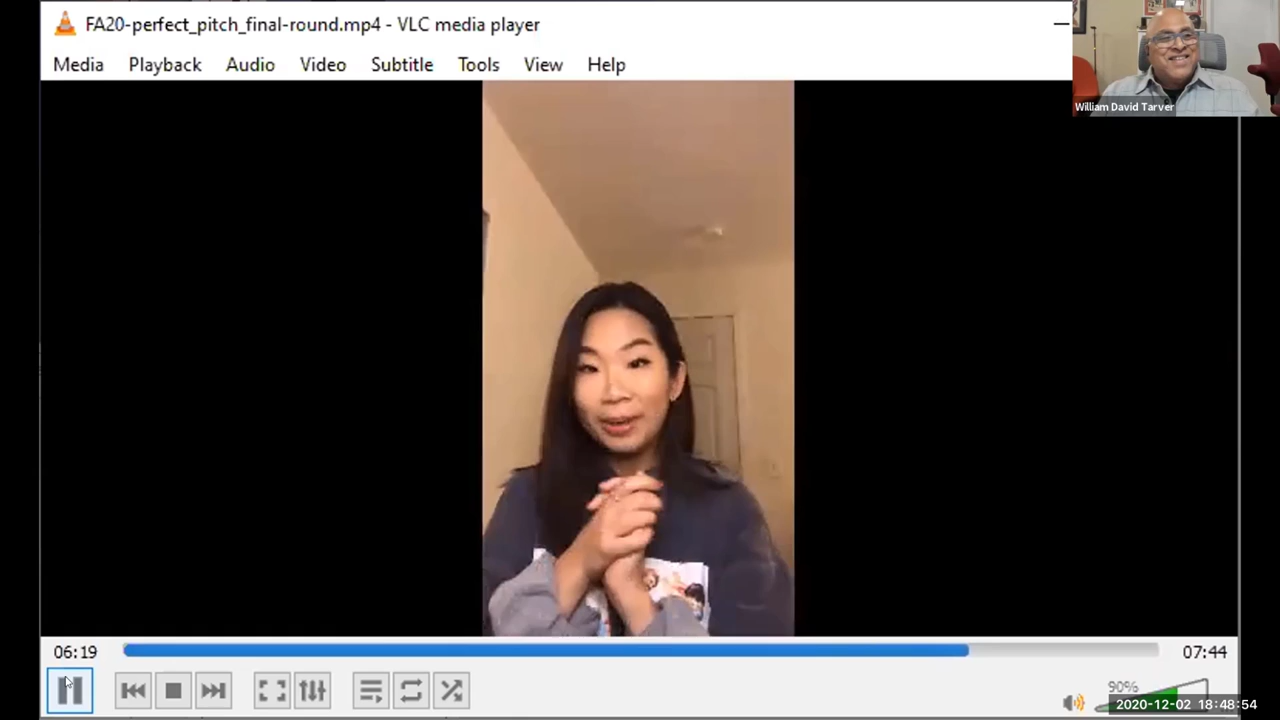 FA20-perfect_pitch_final-round.mp4 - VLC media player
Media Playback Audio Video Subtitle Tools View Help
William David Tarver
06:19
07:44
90%
2020-12-02 18:48:54